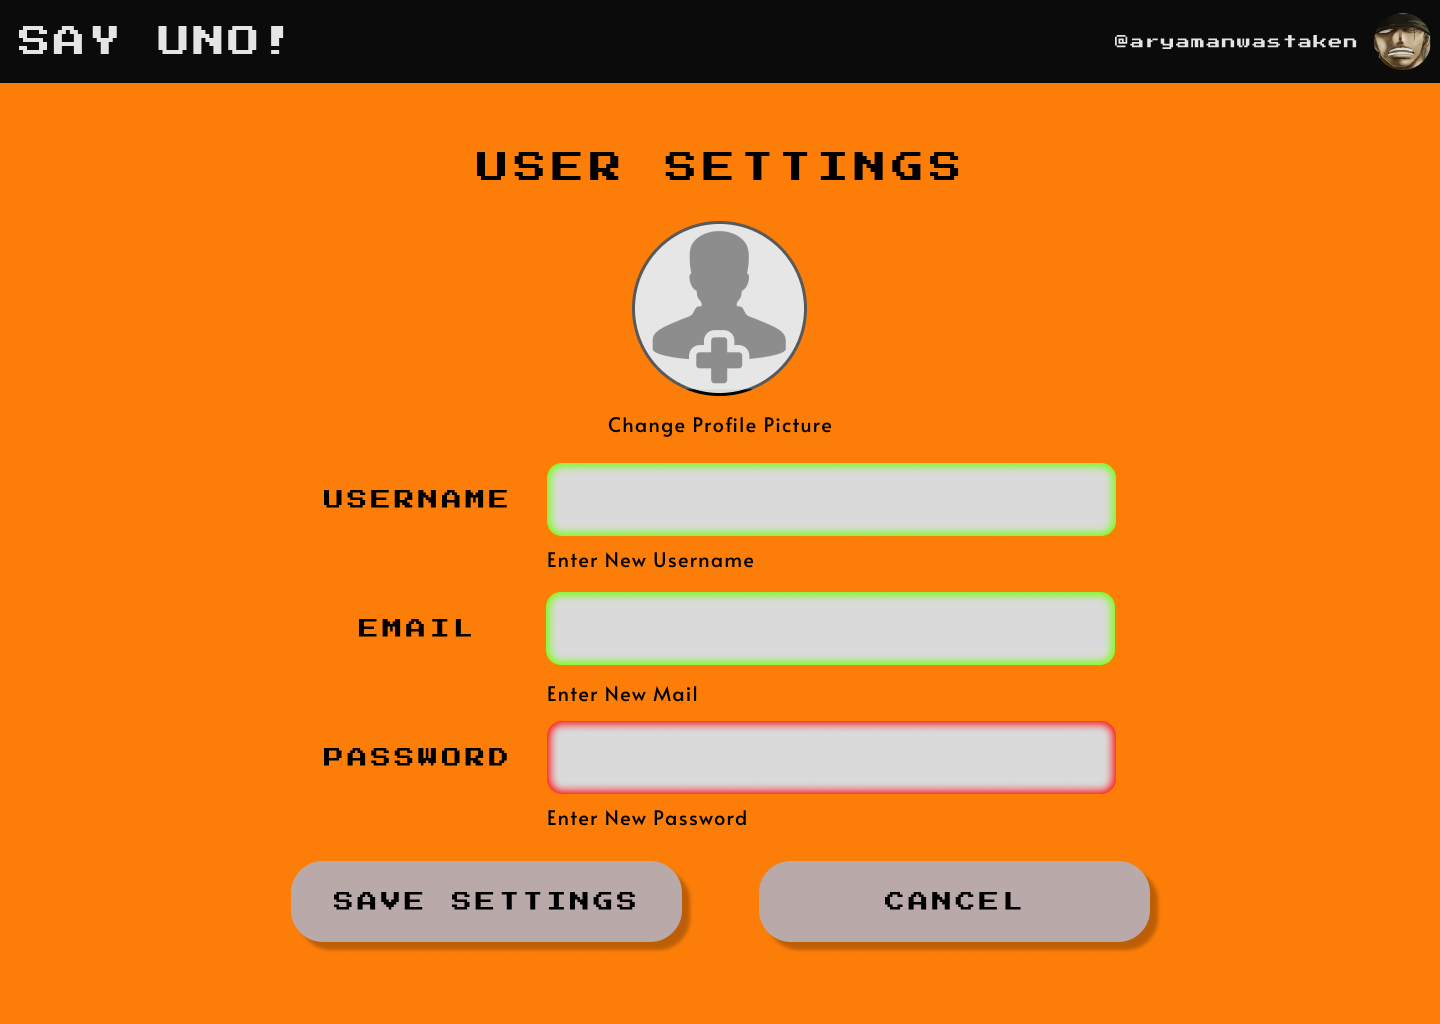 SAY UNO!
@aryamanwastaken
USER SETTINGS
Change Profile Picture
USERNAME
Enter New Username
EMAIL
Enter New Mail
PASSWORD
Enter New Password
SAVE SETTINGS
CANCEL